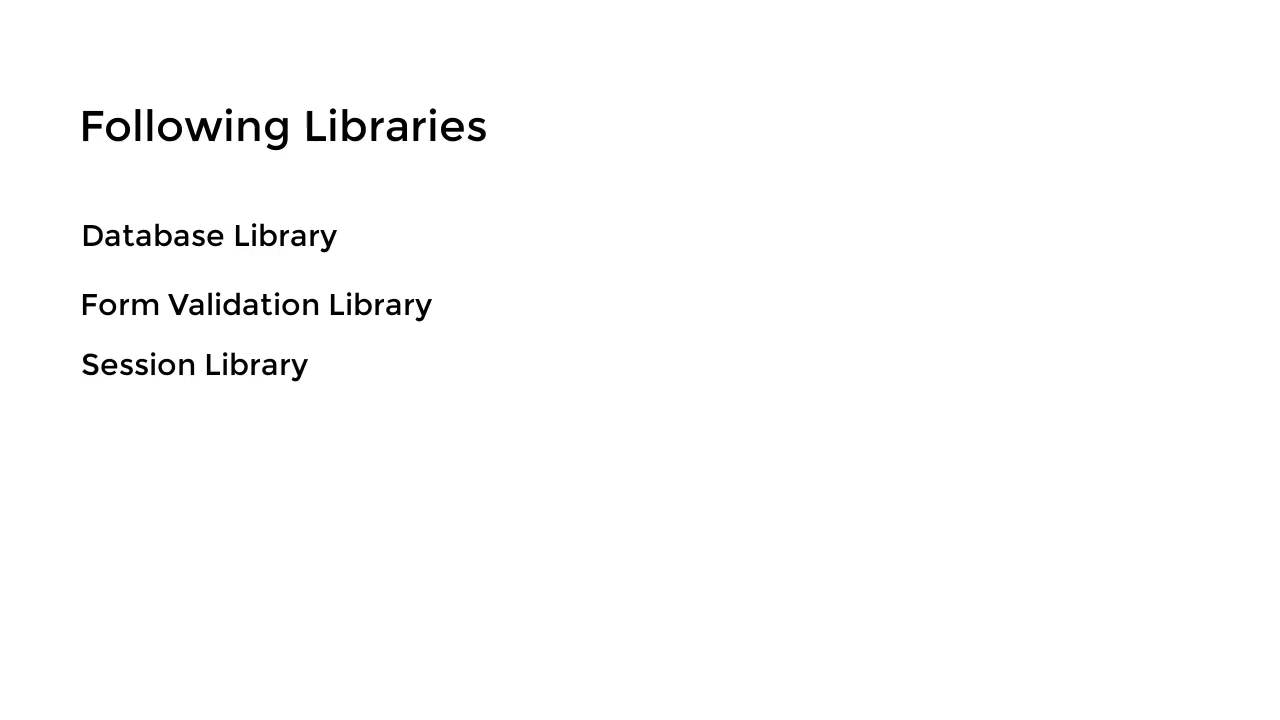 Following Libraries
Database Library
Form Validation Library
Session Library